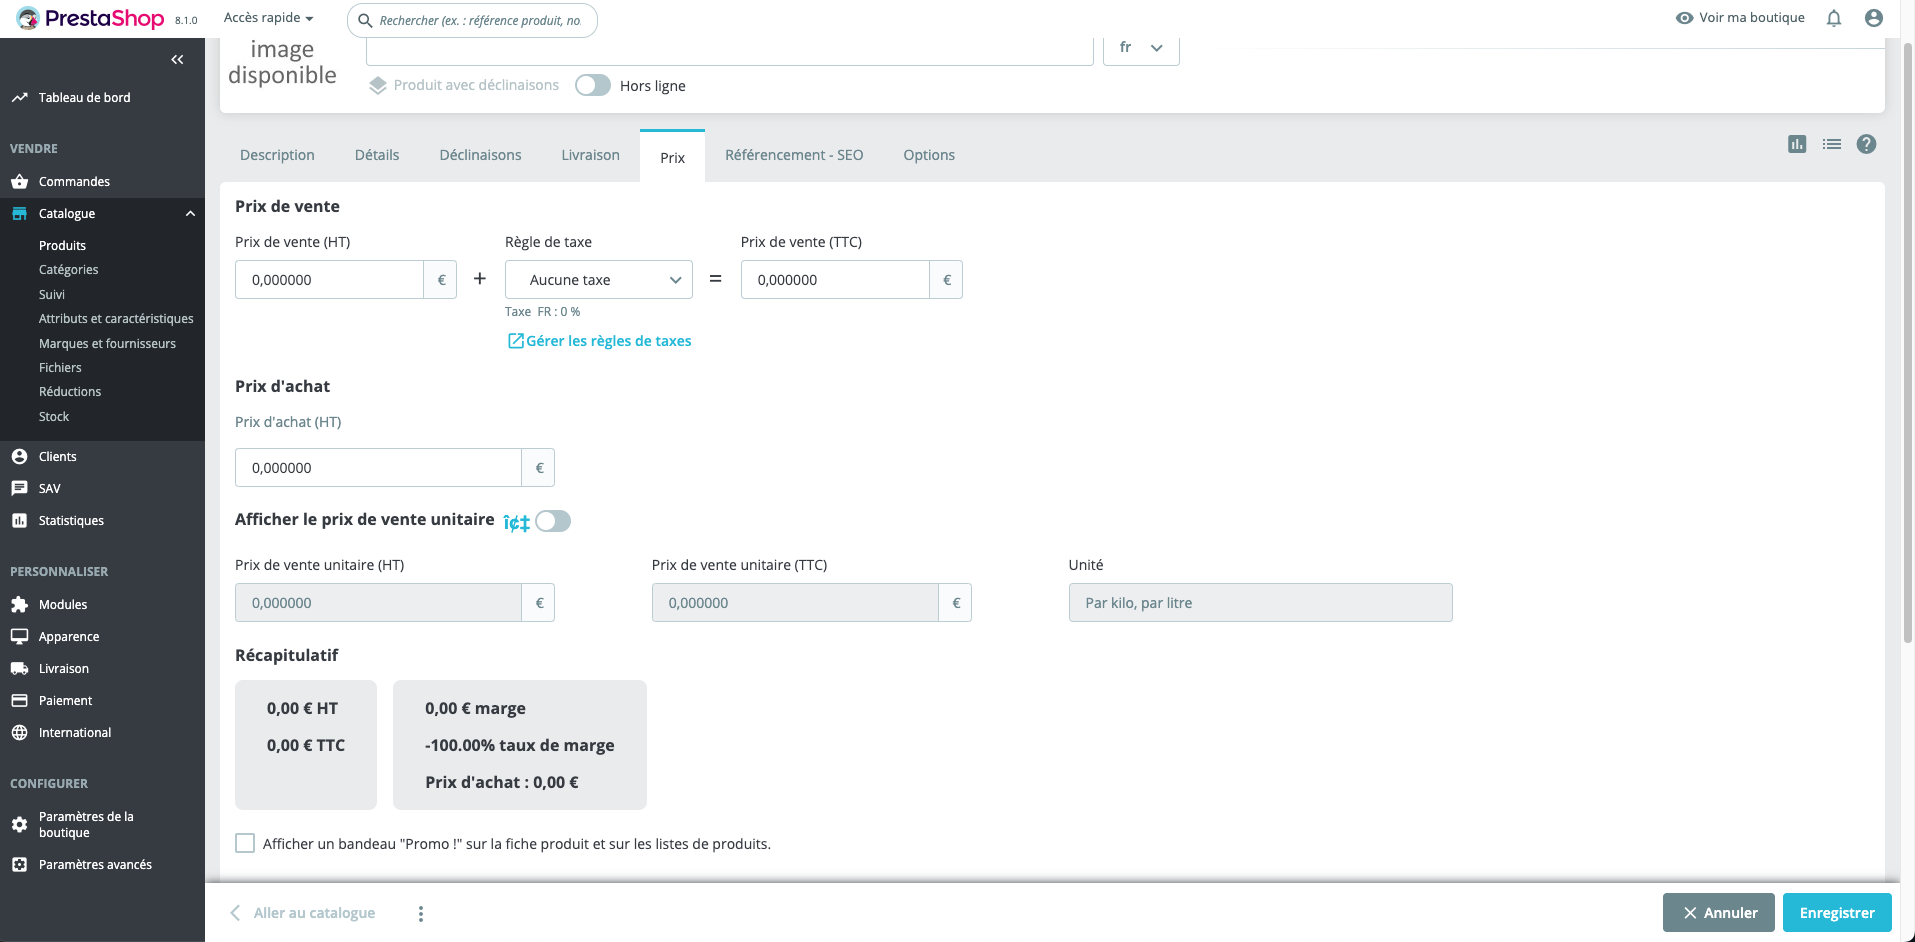 PrestaShop 8.1.0 Accès rapide Rechercher (ex. : référence produit, no Voir ma boutique
image
disponible
fr
Produit avec déclinaisons Hors ligne
Tableau de bord
VENDRE
Commandes
Catalogue
Produits
Catégories
Suivi
Attributs et caractéristiques
Marques et fournisseurs
Fichiers
Réductions
Stock
Clients
SAV
Statistiques
PERSONNALISER
Modules
Apparence
Livraison
Paiement
International
CONFIGURER
Paramètres de la
boutique
Paramètres avancés
Description Détails Déclinaisons Livraison Prix Référencement - SEO Options
Prix de vente
Prix de vente (HT) Règle de taxe Prix de vente (TTC)
0,000000 € + Aucune taxe = 0,000000 €
Taxe FR : 0 %
Gérer les règles de taxes
Prix d'achat
Prix d'achat (HT)
0,000000 €
Afficher le prix de vente unitaire î¢‡
Prix de vente unitaire (HT) Prix de vente unitaire (TTC) Unité
0,000000 € 0,000000 € Par kilo, par litre
Récapitulatif
0,00 € HT
0,00 € TTC
0,00 € marge
-100.00% taux de marge
Prix d'achat : 0,00 €
Afficher un bandeau "Promo !" sur la fiche produit et sur les listes de produits.
Aller au catalogue Annuler Enregistrer